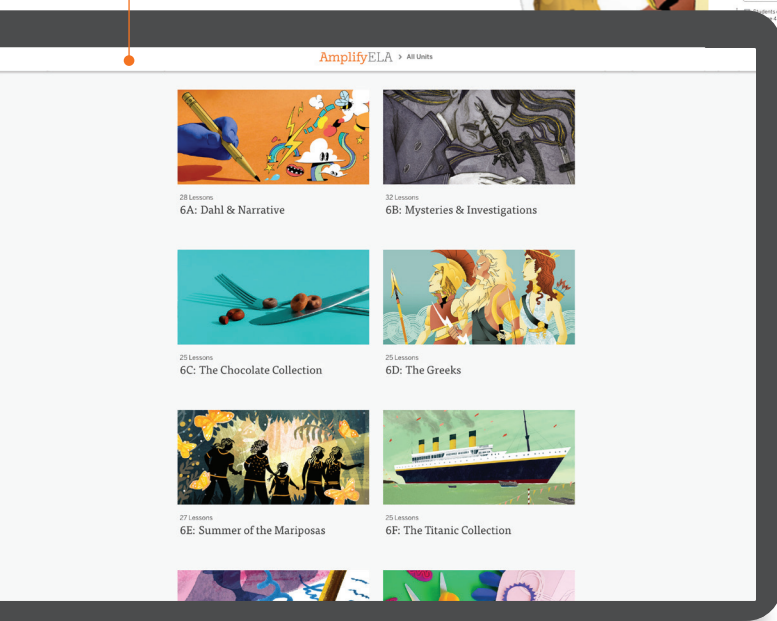 AmplifyELA > All Units
28 Lessons
6A: Dahl & Narrative
32 Lessons
6B: Mysteries & Investigations
25 Lessons
6C: The Chocolate Collection
25 Lessons
6D: The Greeks
27 Lessons
6E: Summer of the Mariposas
25 Lessons
6F: The Titanic Collection